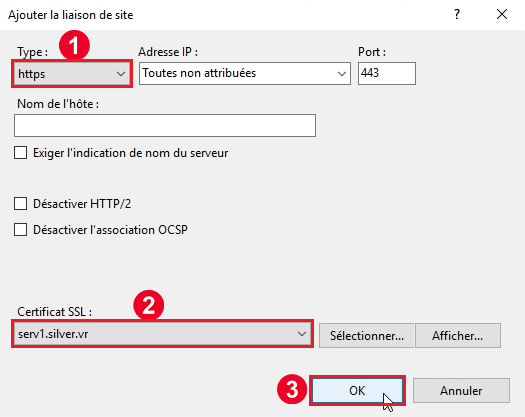 Ajouter la liaison de site ? ×
Type : 1 Adresse IP : Port :
https Toutes non attribuées 443
Nom de l'hôte :
Exiger l'indication de nom du serveur
Désactiver HTTP/2
Désactiver l'association OCSP
Certificat SSL : 2
serv1.silver.vr Sélectionner... Afficher...
3 OK Annuler